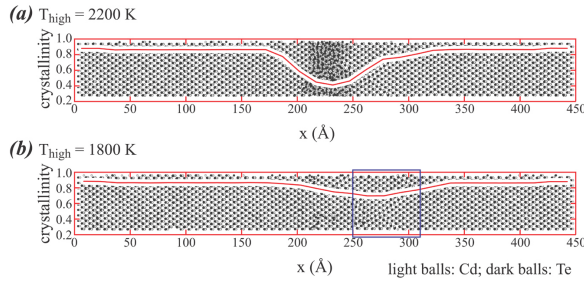 (a) T_high = 2200 K
crystallinity
1.0
0.8
0.6
0.4
0.2
0 50 100 150 200 250 300 350 400 450
x (Å)
(b) T_high = 1800 K
crystallinity
1.0
0.8
0.6
0.4
0.2
0 50 100 150 200 250 300 350 400 450
x (Å)
light balls: Cd; dark balls: Te